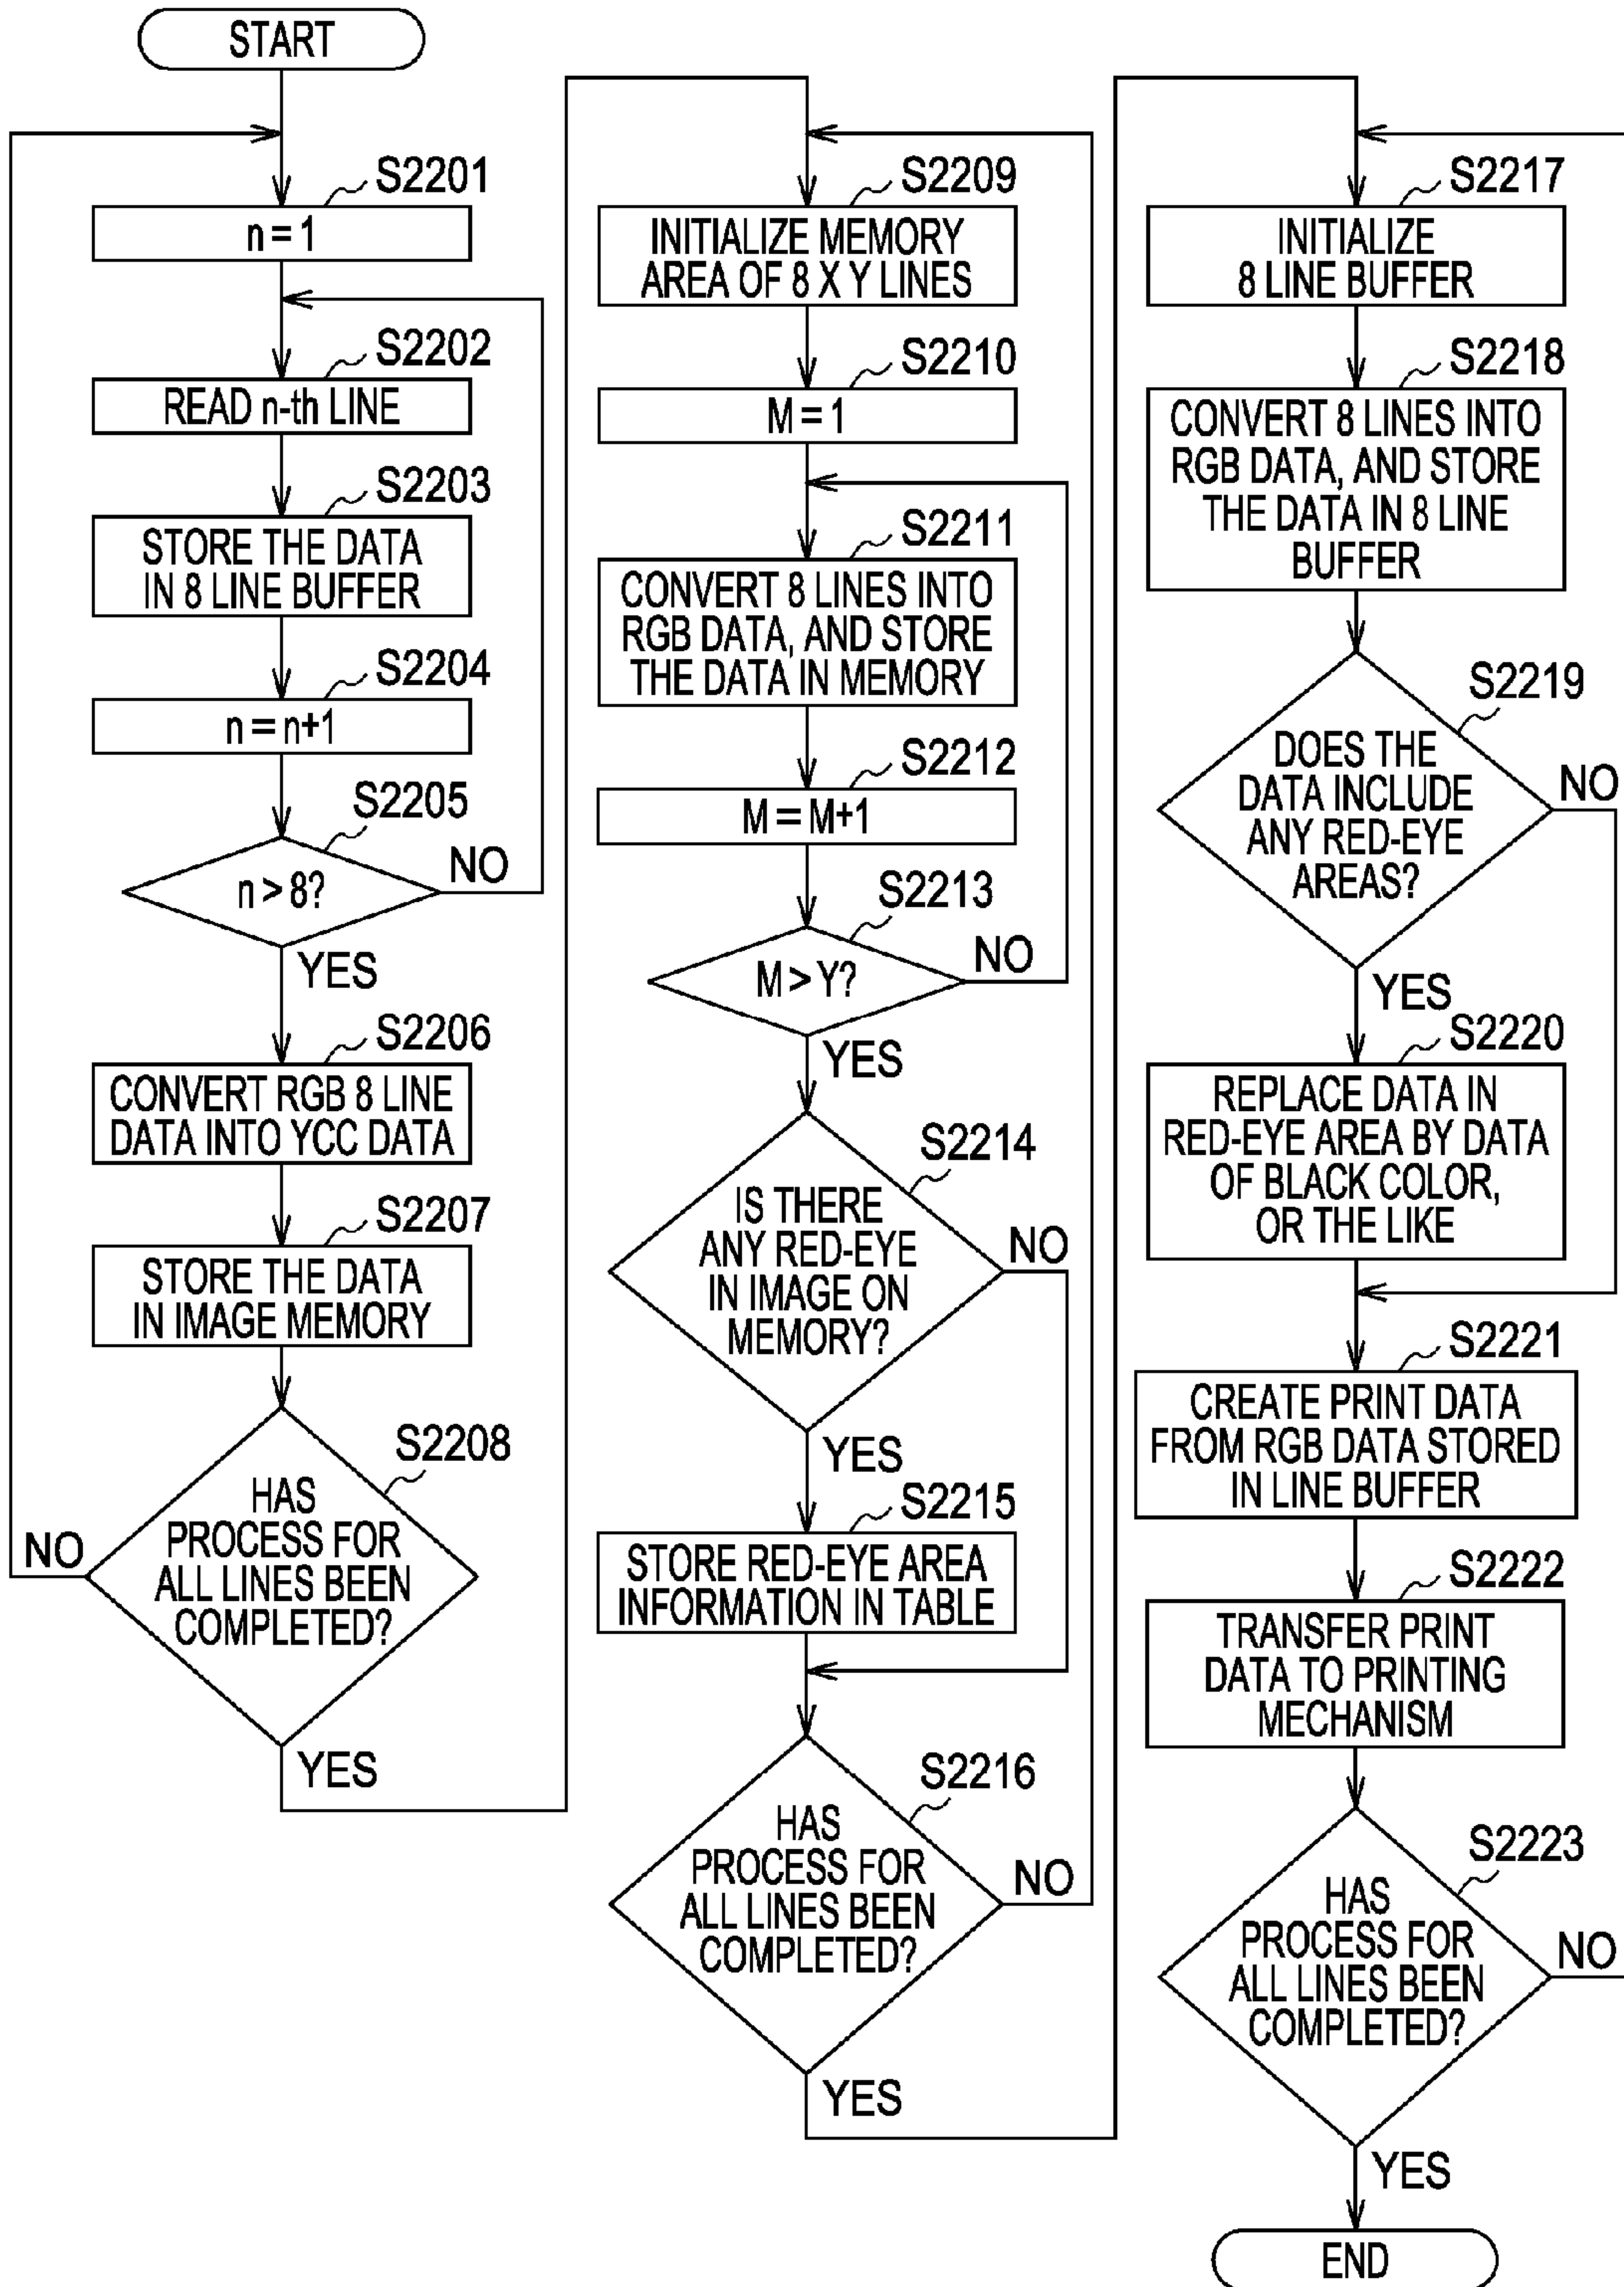 START
S2201
n = 1
S2202
READ n-th LINE
S2203
STORE THE DATA
IN 8 LINE BUFFER
S2204
n = n+1
S2205
n > 8?
NO
YES
S2206
CONVERT RGB 8 LINE
DATA INTO YCC DATA
S2207
STORE THE DATA
IN IMAGE MEMORY
S2208
HAS
PROCESS FOR
ALL LINES BEEN
COMPLETED?
NO
YES
S2209
INITIALIZE MEMORY
AREA OF 8 X Y LINES
S2210
M = 1
S2211
CONVERT 8 LINES INTO
RGB DATA, AND STORE
THE DATA IN MEMORY
S2212
M = M+1
S2213
M > Y?
NO
YES
S2214
IS THERE
ANY RED-EYE
IN IMAGE ON
MEMORY?
NO
YES
S2215
STORE RED-EYE AREA
INFORMATION IN TABLE
S2216
HAS
PROCESS FOR
ALL LINES BEEN
COMPLETED?
NO
YES
S2217
INITIALIZE
8 LINE BUFFER
S2218
CONVERT 8 LINES INTO
RGB DATA, AND STORE
THE DATA IN 8 LINE
BUFFER
S2219
DOES THE
DATA INCLUDE
ANY RED-EYE
AREAS?
NO
YES
S2220
REPLACE DATA IN
RED-EYE AREA BY DATA
OF BLACK COLOR,
OR THE LIKE
S2221
CREATE PRINT DATA
FROM RGB DATA STORED
IN LINE BUFFER
S2222
TRANSFER PRINT
DATA TO PRINTING
MECHANISM
S2223
HAS
PROCESS FOR
ALL LINES BEEN
COMPLETED?
NO
YES
END